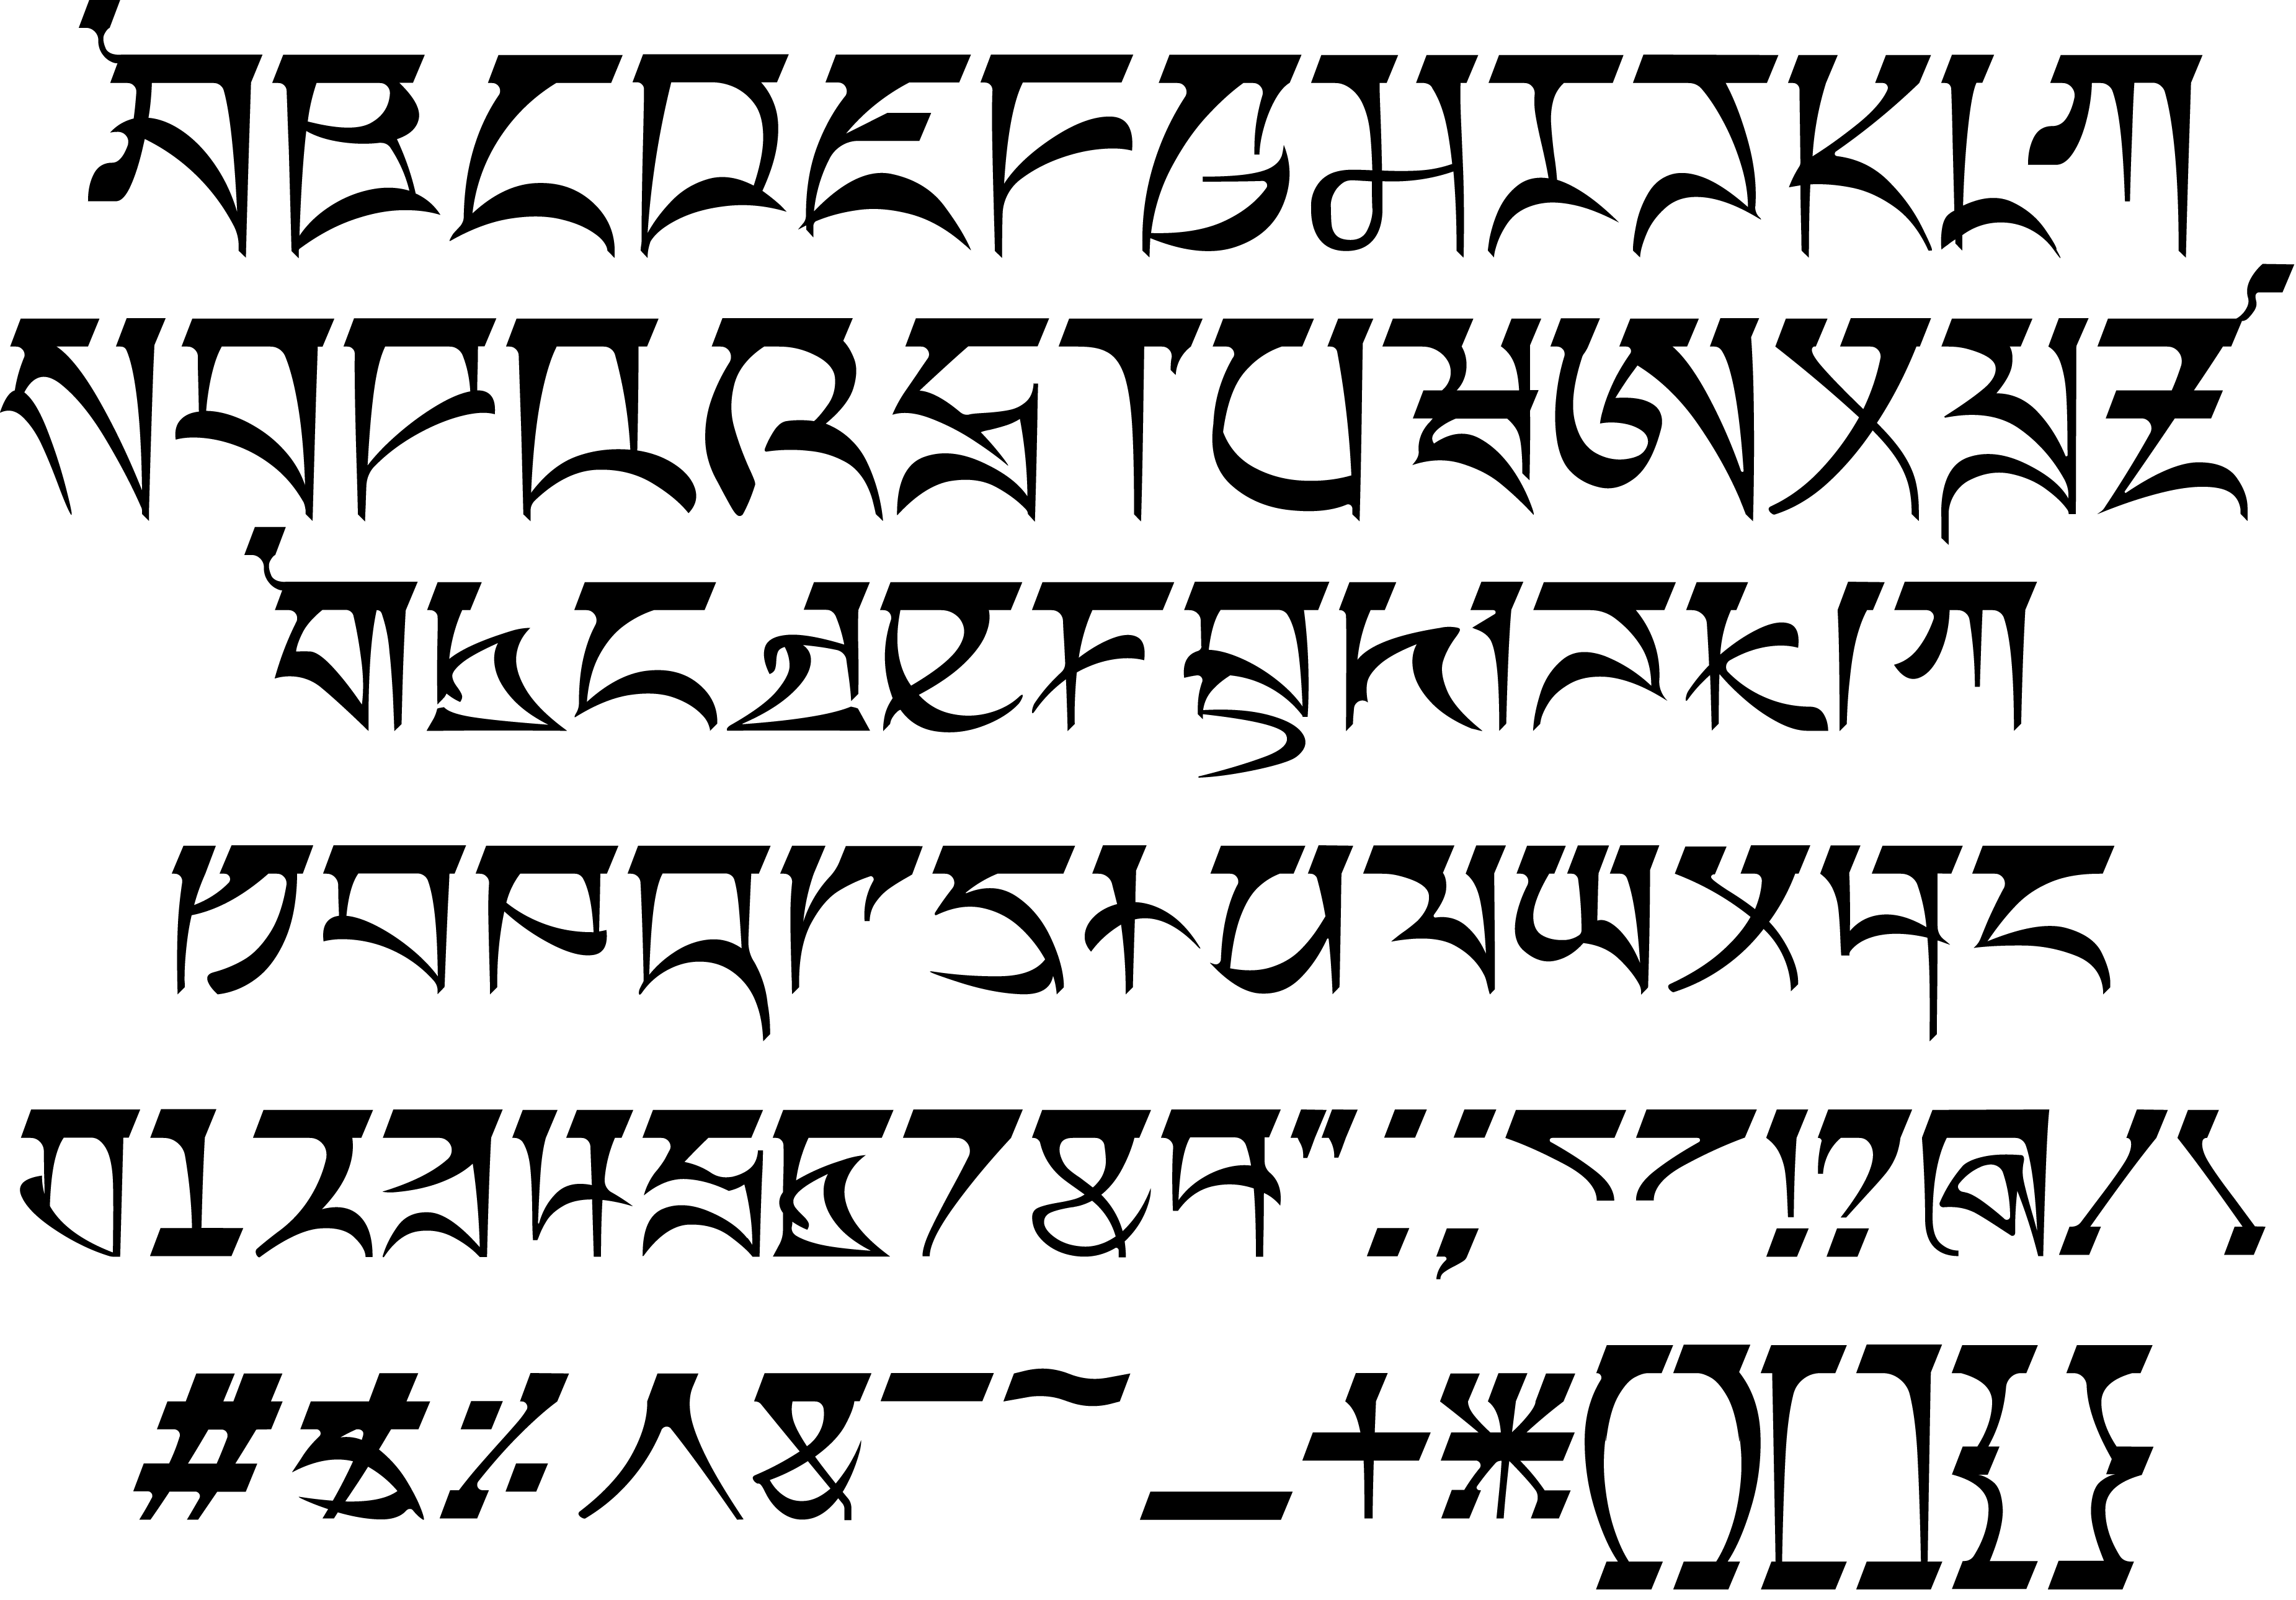 ABCDEFGHIJKLM
NOPQRSTUVWXYZ
abcdefghijklm
nopqrstuvwxyz
0123456789":;<>!?@/\
#$%^&-~_+*()[]{}